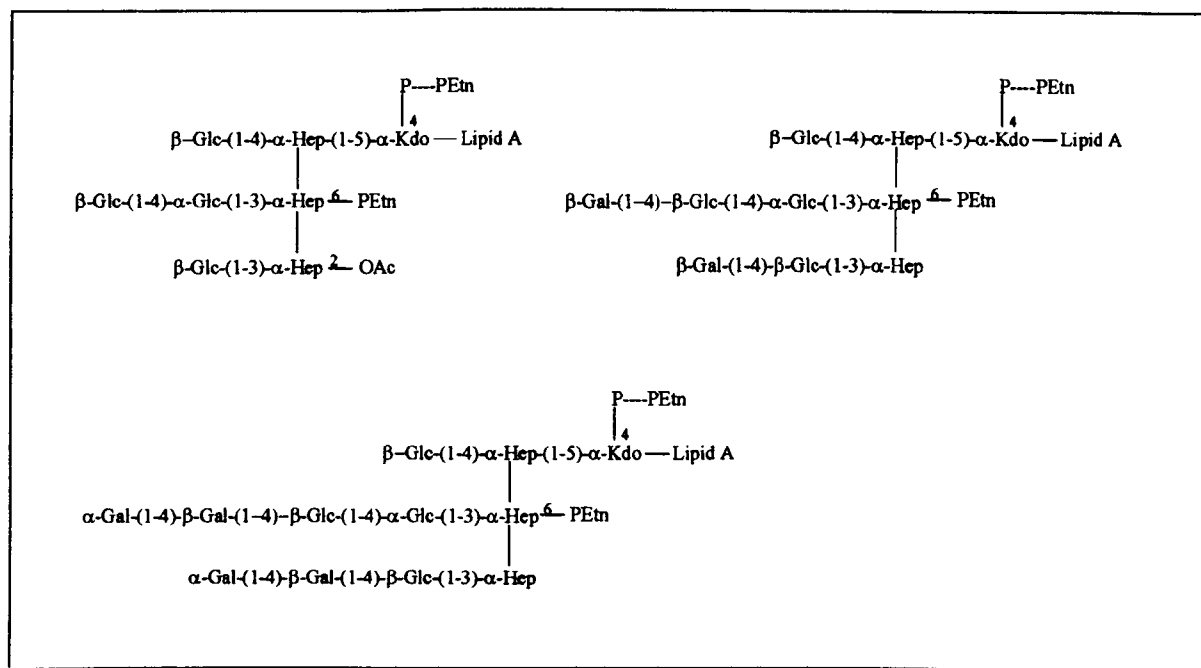 P----PEtn
4
β-Glc-(1-4)-α-Hep-(1-5)-α-Kdo — Lipid A
β-Glc-(1-4)-α-Glc-(1-3)-α-Hep 6 — PEtn
β-Glc-(1-3)-α-Hep 2 — OAc
P----PEtn
4
β-Glc-(1-4)-α-Hep-(1-5)-α-Kdo — Lipid A
β-Gal-(1-4)-β-Glc-(1-4)-α-Glc-(1-3)-α-Hep 6 — PEtn
β-Gal-(1-4)-β-Glc-(1-3)-α-Hep
P----PEtn
4
β-Glc-(1-4)-α-Hep-(1-5)-α-Kdo — Lipid A
α-Gal-(1-4)-β-Gal-(1-4)-β-Glc-(1-4)-α-Glc-(1-3)-α-Hep 6 — PEtn
α-Gal-(1-4)-β-Gal-(1-4)-β-Glc-(1-3)-α-Hep